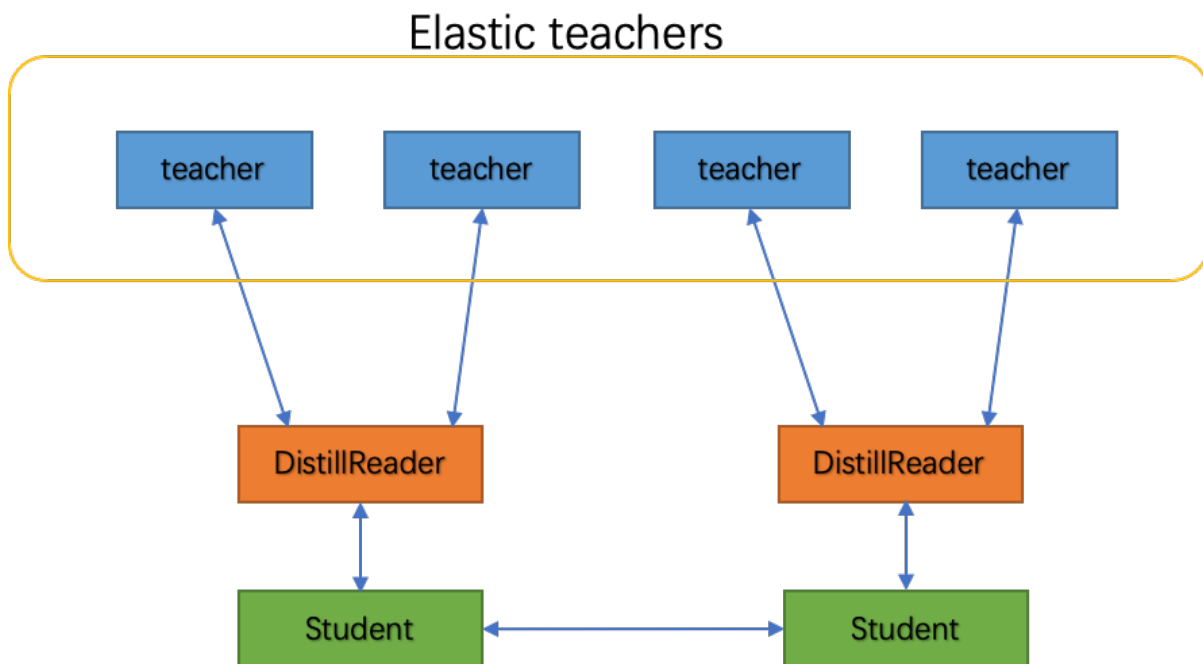 Elastic teachers
teacher
teacher
teacher
teacher
DistillReader
DistillReader
Student
Student